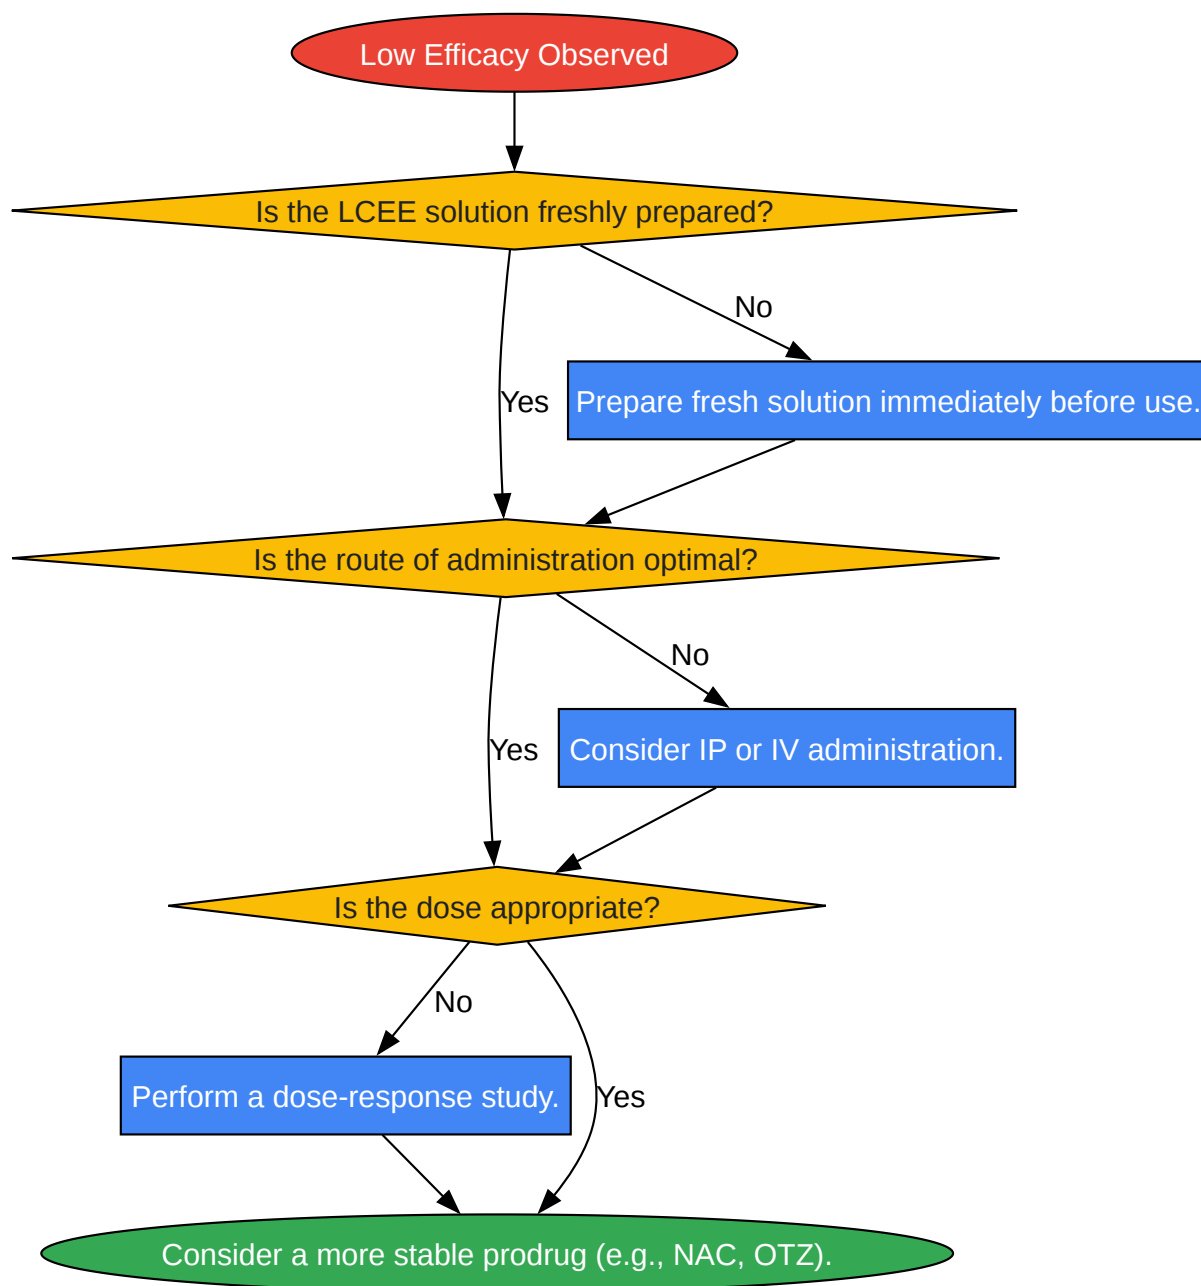 Low Efficacy Observed
Is the LCEE solution freshly prepared?
No
Yes
Prepare fresh solution immediately before use.
Is the route of administration optimal?
No
Yes
Consider IP or IV administration.
Is the dose appropriate?
No
Perform a dose-response study.
Yes
Consider a more stable prodrug (e.g., NAC, OTZ).